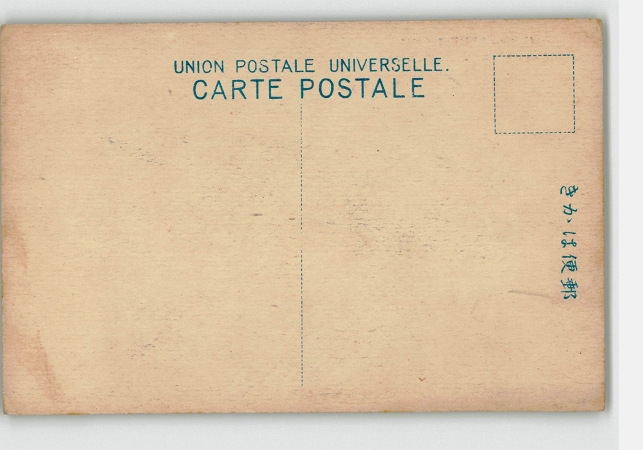 UNION POSTALE UNIVERSELLE.
CARTE POSTALE
きかは便郵